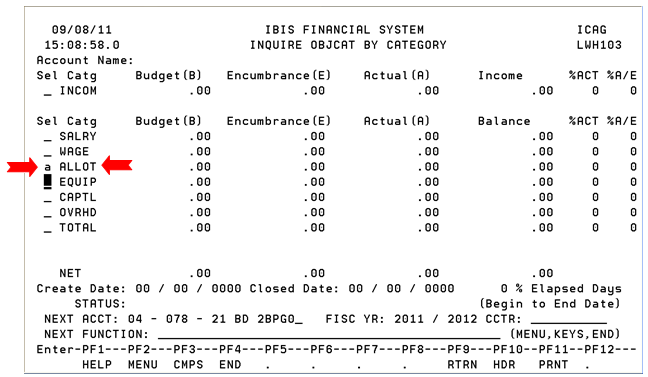 09/08/11 IBIS FINANCIAL SYSTEM ICAG
15:08:58.0 INQUIRE OBJCAT BY CATEGORY LWH103
Account Name:
Sel Catg Budget(B) Encumbrance(E) Actual(A) Income %ACT %A/E
_ INCOM .00 .00 .00 .00 0 0
Sel Catg Budget(B) Encumbrance(E) Actual(A) Balance %ACT %A/E
_ SALRY .00 .00 .00 .00 0 0
_ WAGE .00 .00 .00 .00 0 0
a ALLOT .00 .00 .00 .00 0 0
_ EQUIP .00 .00 .00 .00 0 0
_ CAPTL .00 .00 .00 .00 0 0
_ OVRHD .00 .00 .00 .00 0 0
_ TOTAL .00 .00 .00 .00 0 0
NET .00 .00 .00 .00
Create Date: 00 / 00 / 0000 Closed Date: 00 / 00 / 0000 0 % Elapsed Days
STATUS: (Begin to End Date)
NEXT ACCT: 04 - 078 - 21 BD 2BPG0_ FISC YR: 2011 / 2012 CCTR: __________
NEXT FUNCTION: _____________________________________________ (MENU,KEYS,END)
Enter-PF1---PF2---PF3---PF4---PF5---PF6---PF7---PF8---PF9---PF10--PF11--PF12---
HELP MENU CMPS END . . . . RTRN HDR PRNT .